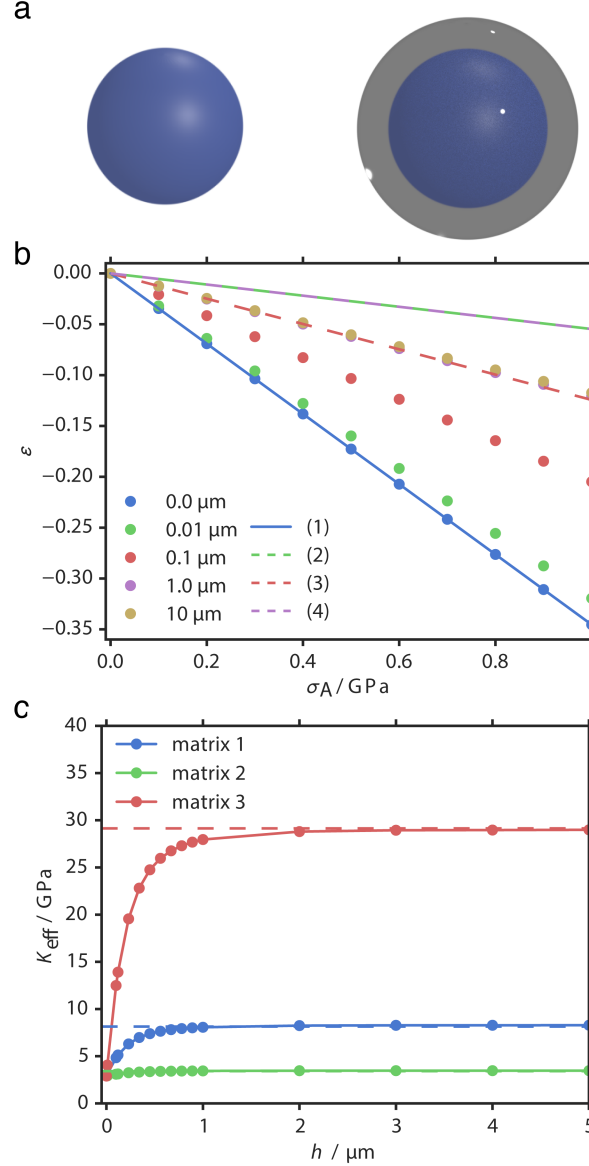 a
b
0.00
−0.05
−0.10
−0.15
−0.20
−0.25
−0.30
−0.35
ε
0.0 μm
0.01 μm
0.1 μm
1.0 μm
10 μm
(1)
(2)
(3)
(4)
0.0 0.2 0.4 0.6 0.8
σA / GPa
c
40
35
30
25
20
15
10
5
0
Keff / GPa
matrix 1
matrix 2
matrix 3
0 1 2 3 4 5
h / μm